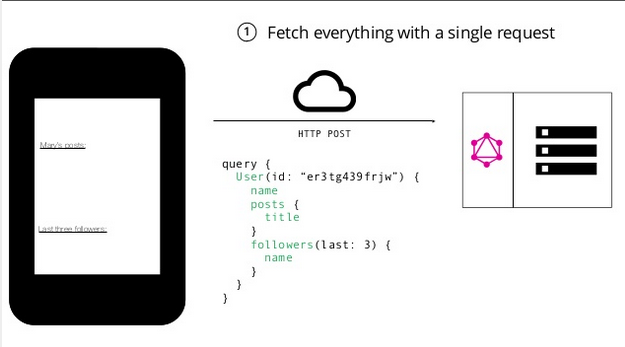 1 Fetch everything with a single request
HTTP POST
Mary's posts:
Last three followers:
query {
  User(id: “er3tg439frjw”) {
    name
    posts {
      title
    }
    followers(last: 3) {
      name
    }
  }
}